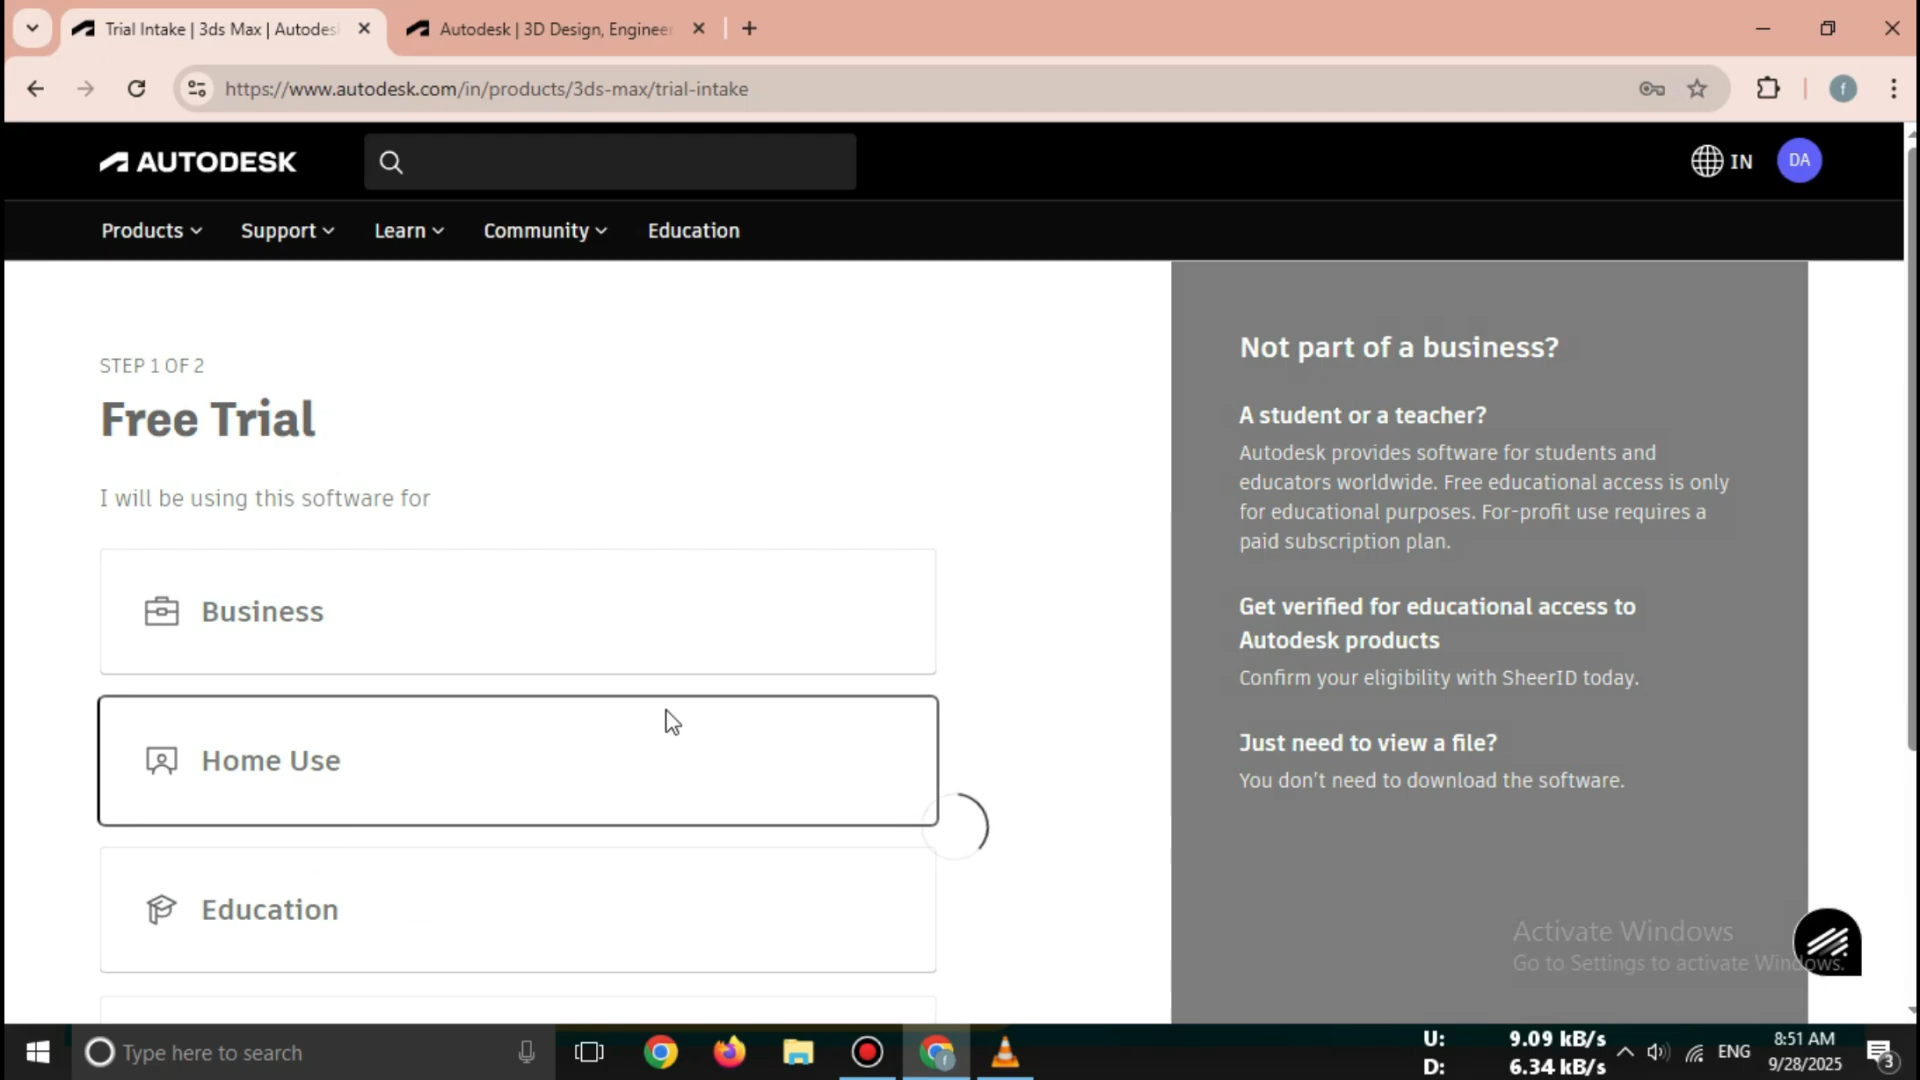 Trial Intake | 3ds Max | Autodes
Autodesk | 3D Design, Enginee
https://www.autodesk.com/in/products/3ds-max/trial-intake
f
AUTODESK
IN
DA
Products
Support
Learn
Community
Education
STEP 1 OF 2
Free Trial
I will be using this software for
Business
Home Use
Education
Not part of a business?
A student or a teacher?
Autodesk provides software for students and
educators worldwide. Free educational access is only
for educational purposes. For-profit use requires a
paid subscription plan.
Get verified for educational access to
Autodesk products
Confirm your eligibility with SheerID today.
Just need to view a file?
You don't need to download the software.
Activate Windows
Go to Settings to activate Windows.
Type here to search
f
U: 9.09 kB/s
D: 6.34 kB/s
ENG
8:51 AM
9/28/2025
3